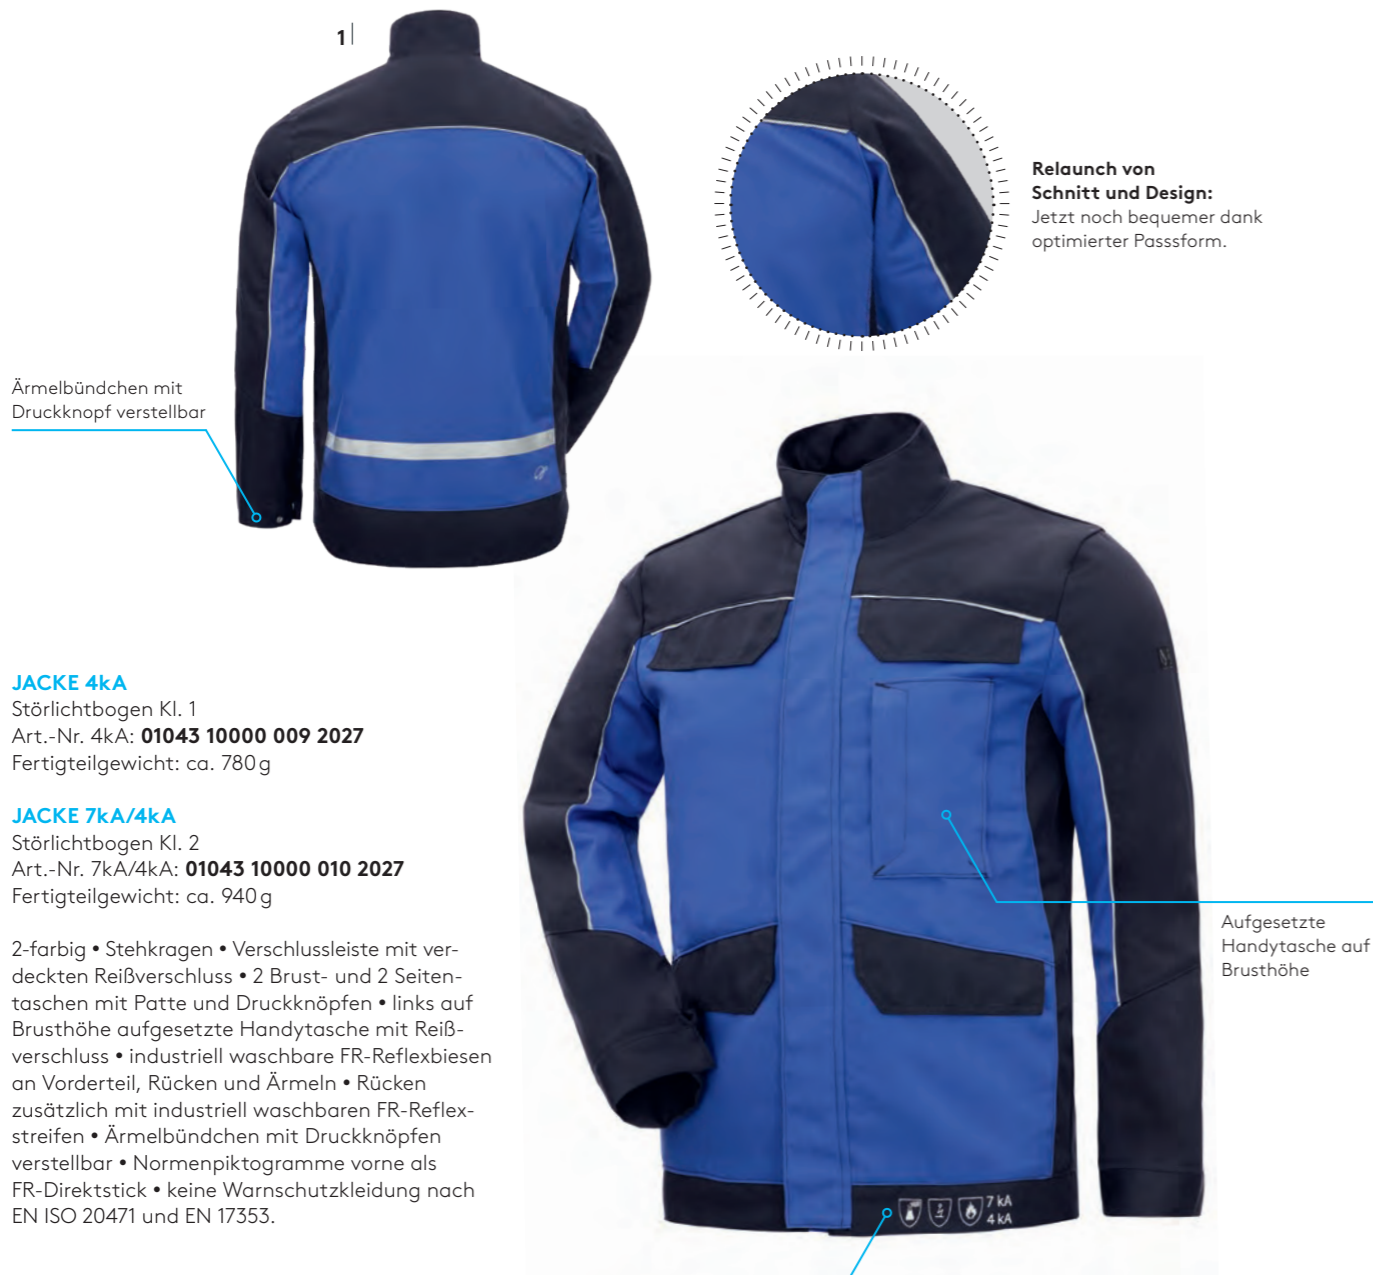 1
Relaunch von
Schnitt und Design:
Jetzt noch bequemer dank
optimierter Passsform.
Ärmelbündchen mit
Druckknopf verstellbar
JACKE 4kA
Störlichtbogen Kl. 1
Art.-Nr. 4kA: 01043 10000 009 2027
Fertigteilgewicht: ca. 780 g
JACKE 7kA/4kA
Störlichtbogen Kl. 2
Art.-Nr. 7kA/4kA: 01043 10000 010 2027
Fertigteilgewicht: ca. 940 g
2-farbig • Stehkragen • Verschlussleiste mit ver-
deckten Reißverschluss • 2 Brust- und 2 Seiten-
taschen mit Patte und Druckknöpfen • links auf
Brusthöhe aufgesetzte Handytasche mit Reiß-
verschluss • industriell waschbare FR-Reflexbiesen
an Vorderteil, Rücken und Ärmeln • Rücken
zusätzlich mit industriell waschbaren FR-Reflex-
streifen • Ärmelbündchen mit Druckknöpfen
verstellbar • Normenpiktogramme vorne als
FR-Direktstick • keine Warnschutzkleidung nach
EN ISO 20471 und EN 17353.
Aufgesetzte
Handytasche auf
Brusthöhe
7 kA
4 kA